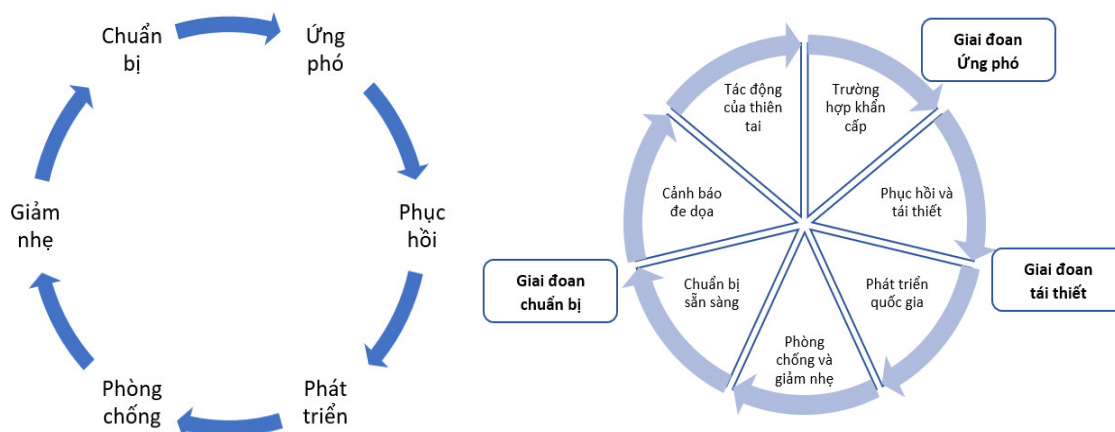 Chuẩn
bị
Ứng
phó
Phục
hồi
Phát
triển
Phòng
chống
Giảm
nhẹ
Giai đoan
Ứng phó
Tác động
của thiên
tai
Trường
hợp khẩn
cấp
Cảnh báo
đe dọa
Phục hồi và
tái thiết
Giai đoan
chuẩn bị
Giai đoan
tái thiết
Chuẩn bị
sẵn sàng
Phát triển
quốc gia
Phòng
chống và
giảm nhẹ